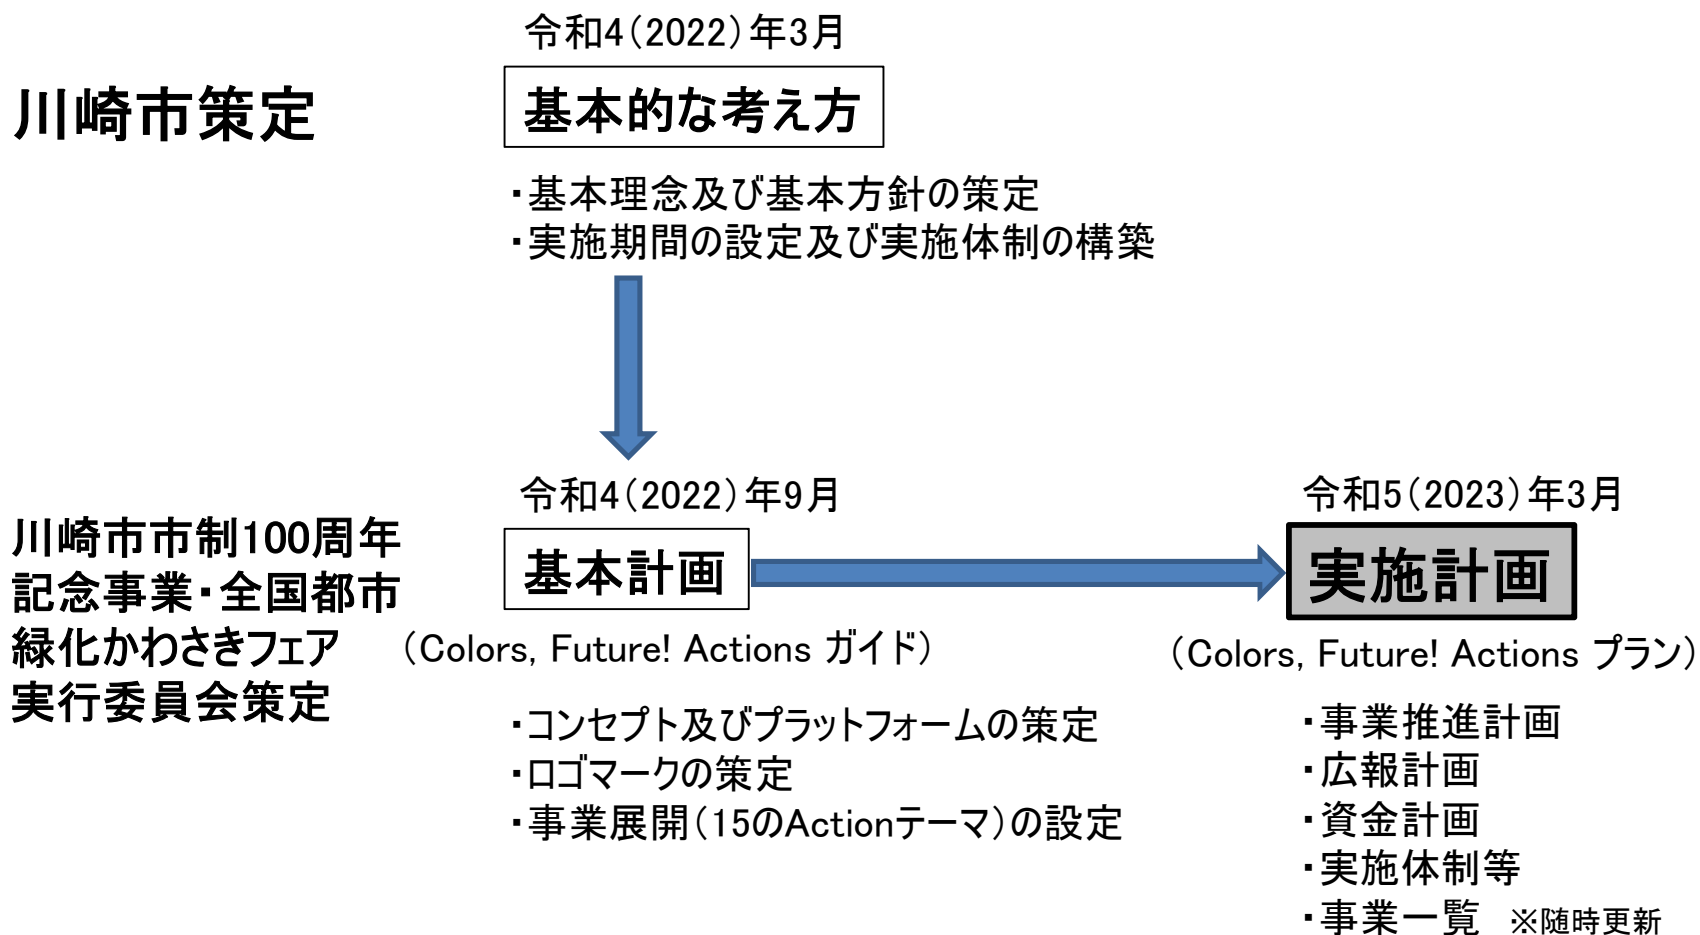 令和4(2022)年3月
川崎市策定
基本的な考え方
・基本理念及び基本方針の策定
・実施期間の設定及び実施体制の構築
令和4(2022)年9月
令和5(2023)年3月
川崎市市制100周年
記念事業・全国都市
緑化かわさきフェア
実行委員会策定
基本計画
実施計画
(Colors, Future! Actions ガイド)
(Colors, Future! Actions プラン)
・コンセプト及びプラットフォームの策定
・ロゴマークの策定
・事業展開(15のActionテーマ)の設定
・事業推進計画
・広報計画
・資金計画
・実施体制等
・事業一覧 ※随時更新